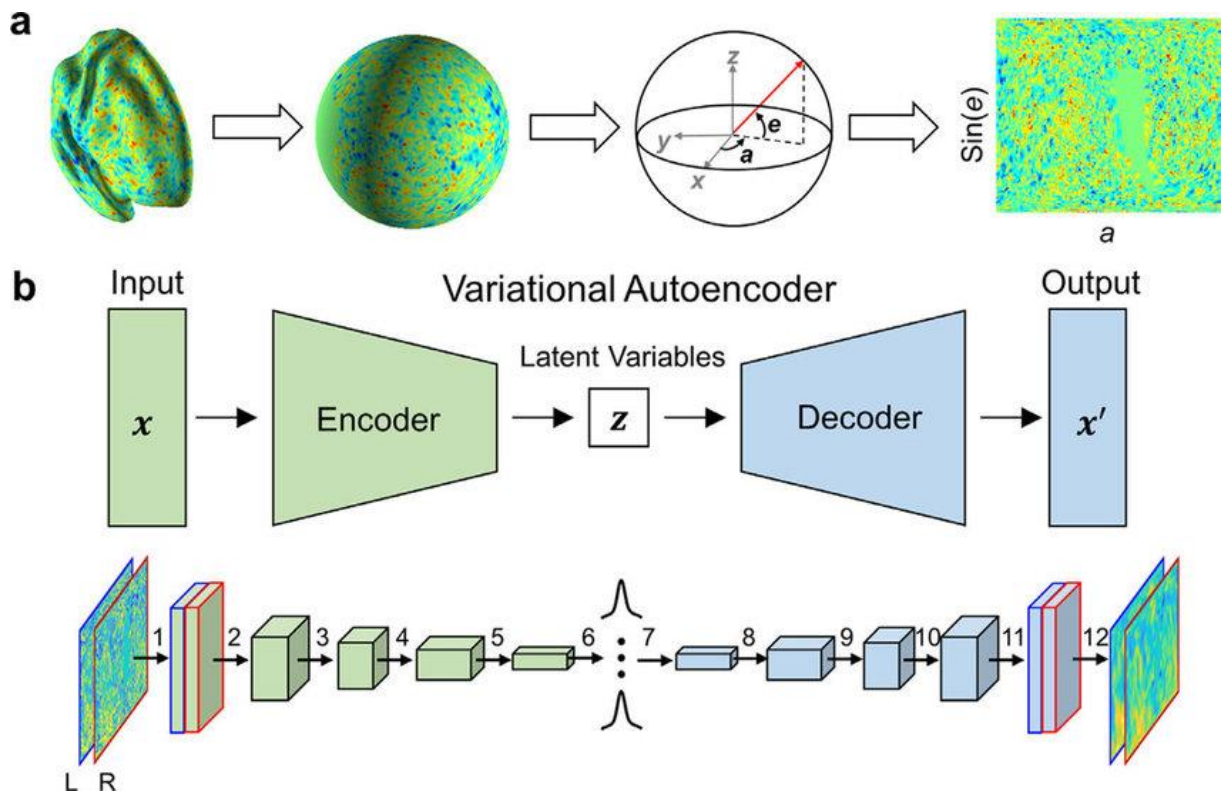 a
z
e
y
a
x
Sin(e)
a
b
Input
Variational Autoencoder
Output
Latent Variables
x
Encoder
z
Decoder
x′
1 2 3 4 5 6 7 8 9 10 11 12
L R